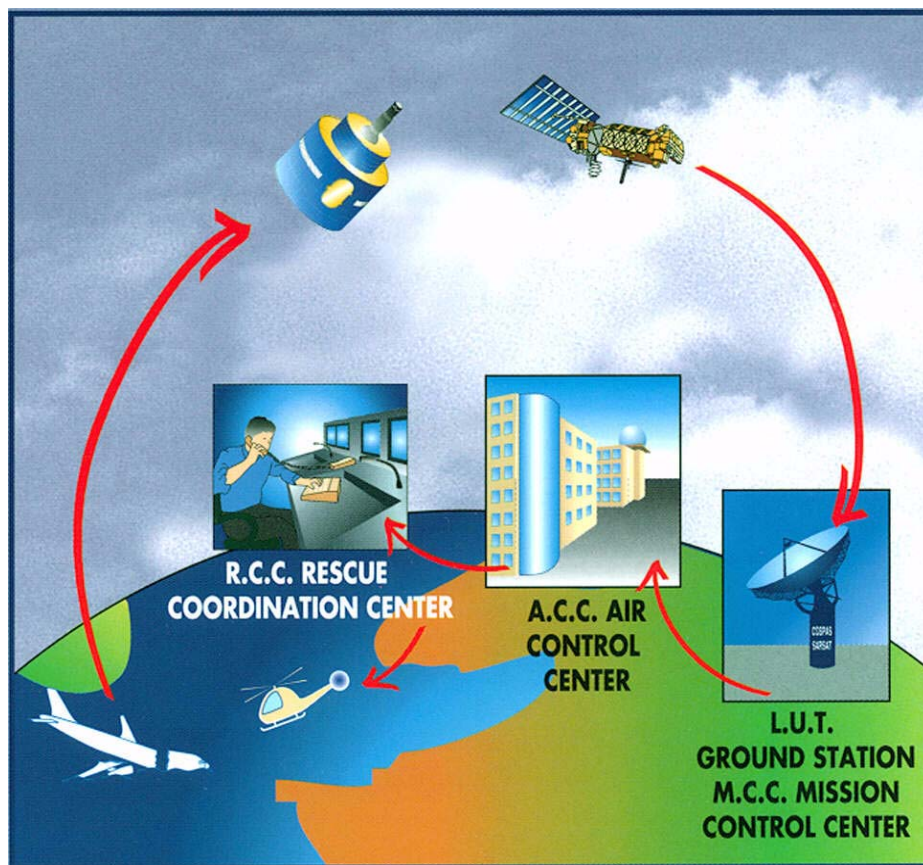 R.C.C. RESCUE
COORDINATION CENTER
A.C.C. AIR
CONTROL
CENTER
COSPAS
SARSAT
L.U.T.
GROUND STATION
M.C.C. MISSION
CONTROL CENTER